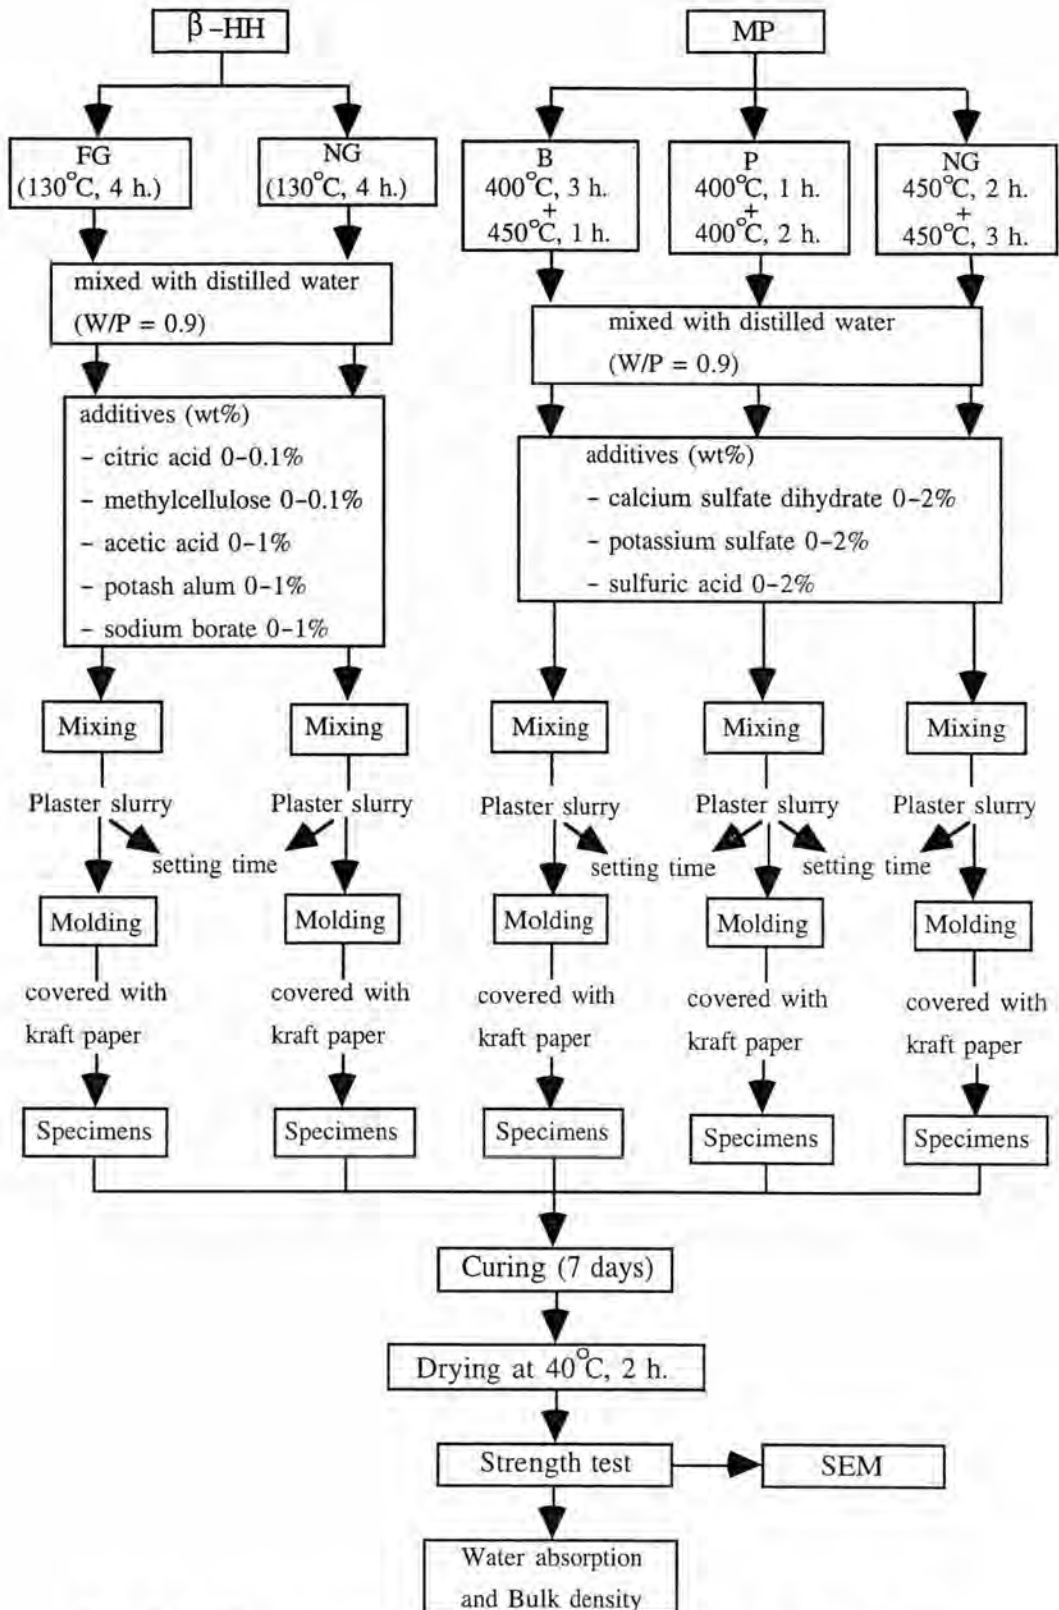 β-HH
MP
FG
(130°C, 4 h.)
NG
(130°C, 4 h.)
B
400°C, 3 h.
+
450°C, 1 h.
P
400°C, 1 h.
+
400°C, 2 h.
NG
450°C, 2 h.
+
450°C, 3 h.
mixed with distilled water
(W/P = 0.9)
mixed with distilled water
(W/P = 0.9)
additives (wt%)
- citric acid 0-0.1%
- methylcellulose 0-0.1%
- acetic acid 0-1%
- potash alum 0-1%
- sodium borate 0-1%
additives (wt%)
- calcium sulfate dihydrate 0-2%
- potassium sulfate 0-2%
- sulfuric acid 0-2%
Mixing
Mixing
Mixing
Mixing
Mixing
Plaster slurry
Plaster slurry
Plaster slurry
Plaster slurry
Plaster slurry
setting time
setting time
setting time
Molding
Molding
Molding
Molding
Molding
covered with
kraft paper
covered with
kraft paper
covered with
kraft paper
covered with
kraft paper
covered with
kraft paper
Specimens
Specimens
Specimens
Specimens
Specimens
Curing (7 days)
Drying at 40°C, 2 h.
Strength test
SEM
Water absorption
and Bulk density